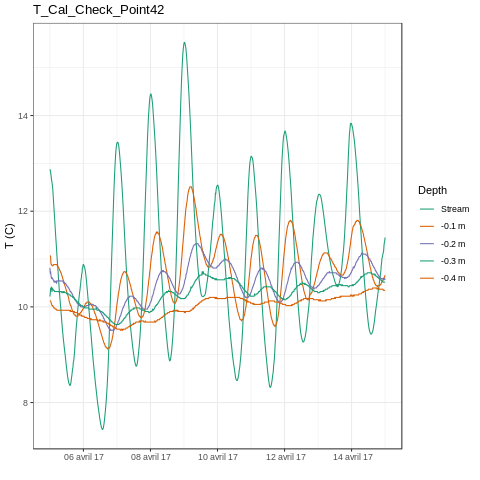 T_Cal_Check_Point42
T (C)
14
12
10
8
06 avril 17
08 avril 17
10 avril 17
12 avril 17
14 avril 17
Depth
Stream
-0.1 m
-0.2 m
-0.3 m
-0.4 m